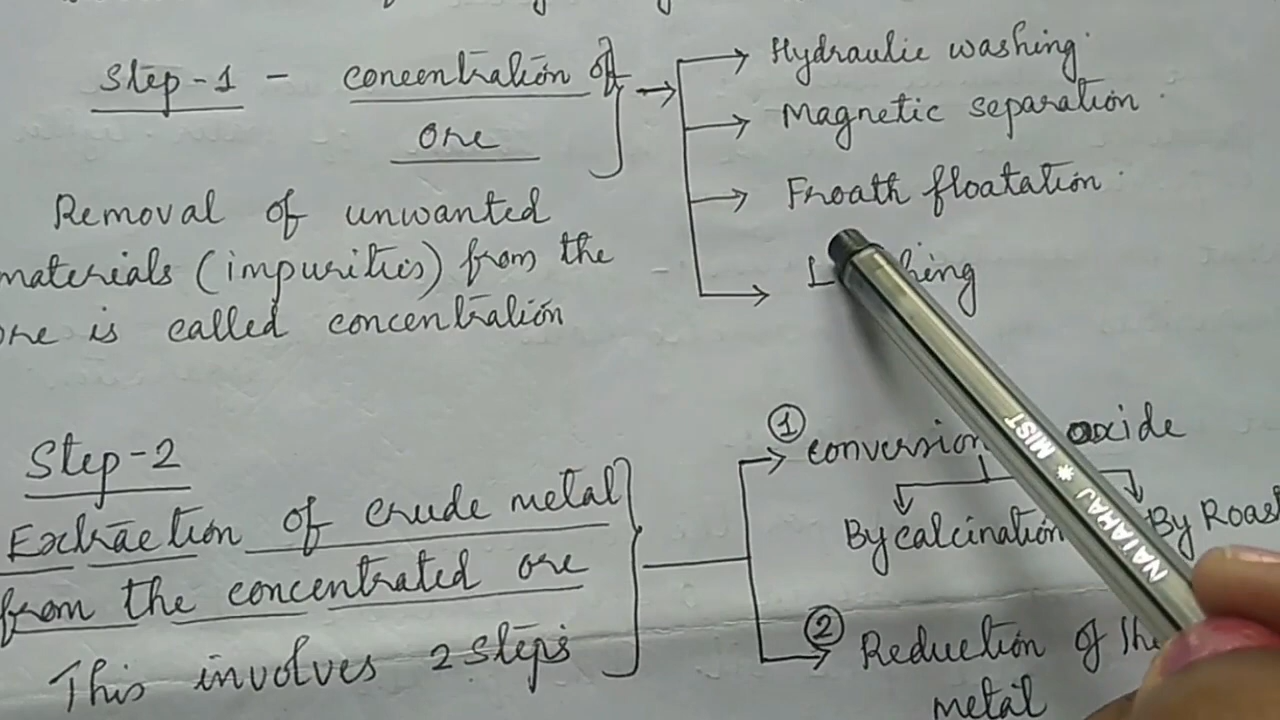 Step-1 - concentration of
ore
Hydraulic washing
Magnetic separation
Froath floatation
Removal of unwanted
materials (impurities) from the
ore is called concentration
Step-2
Extraction of crude metal
from the concentrated ore
This involves 2 steps
① conversion oxide
By calcination
By Roast
② Reduction of the
metal
NATARAJ * MIST